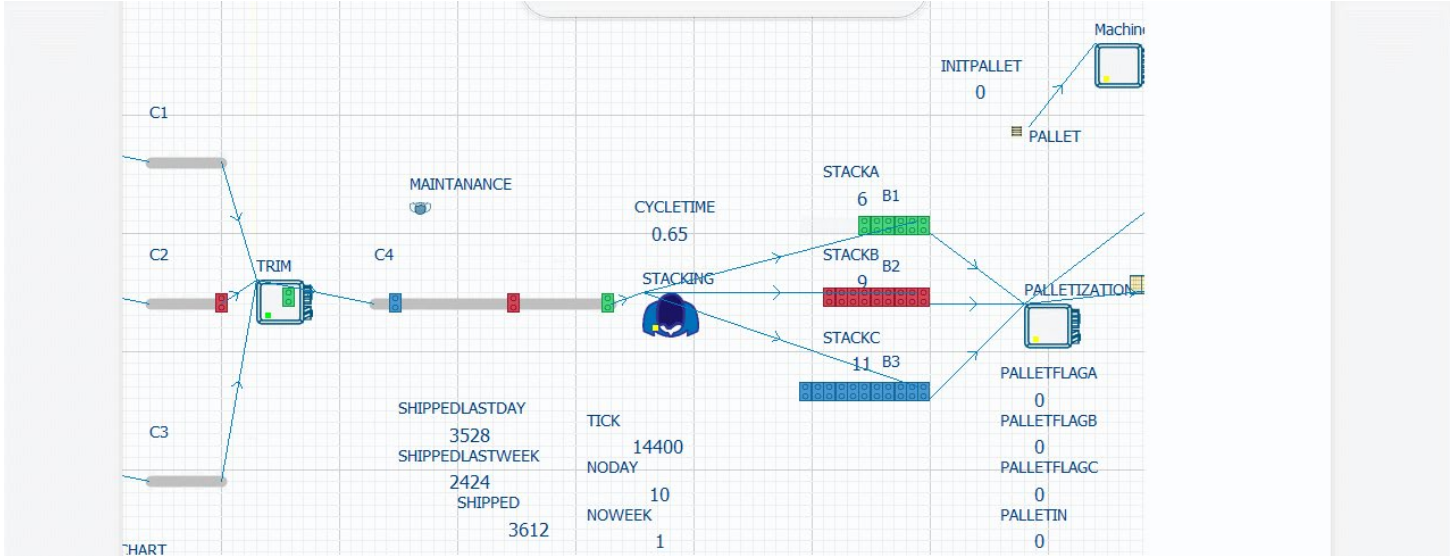 Machine
INITPALLET
0
PALLET
C1
MAINTANANCE
STACKA
6 B1
CYCLETIME
0.65
C2
TRIM
C4
STACKING
STACKB
B2
9
PALLETIZATION
STACKC
11 B3
C3
PALLETFLAGA
0
PALLETFLAGB
0
PALLETFLAGC
0
PALLETIN
0
SHIPPEDLASTDAY
3528
SHIPPEDLASTWEEK
2424
SHIPPED
3612
TICK
14400
NODAY
10
NOWEEK
1
CHART